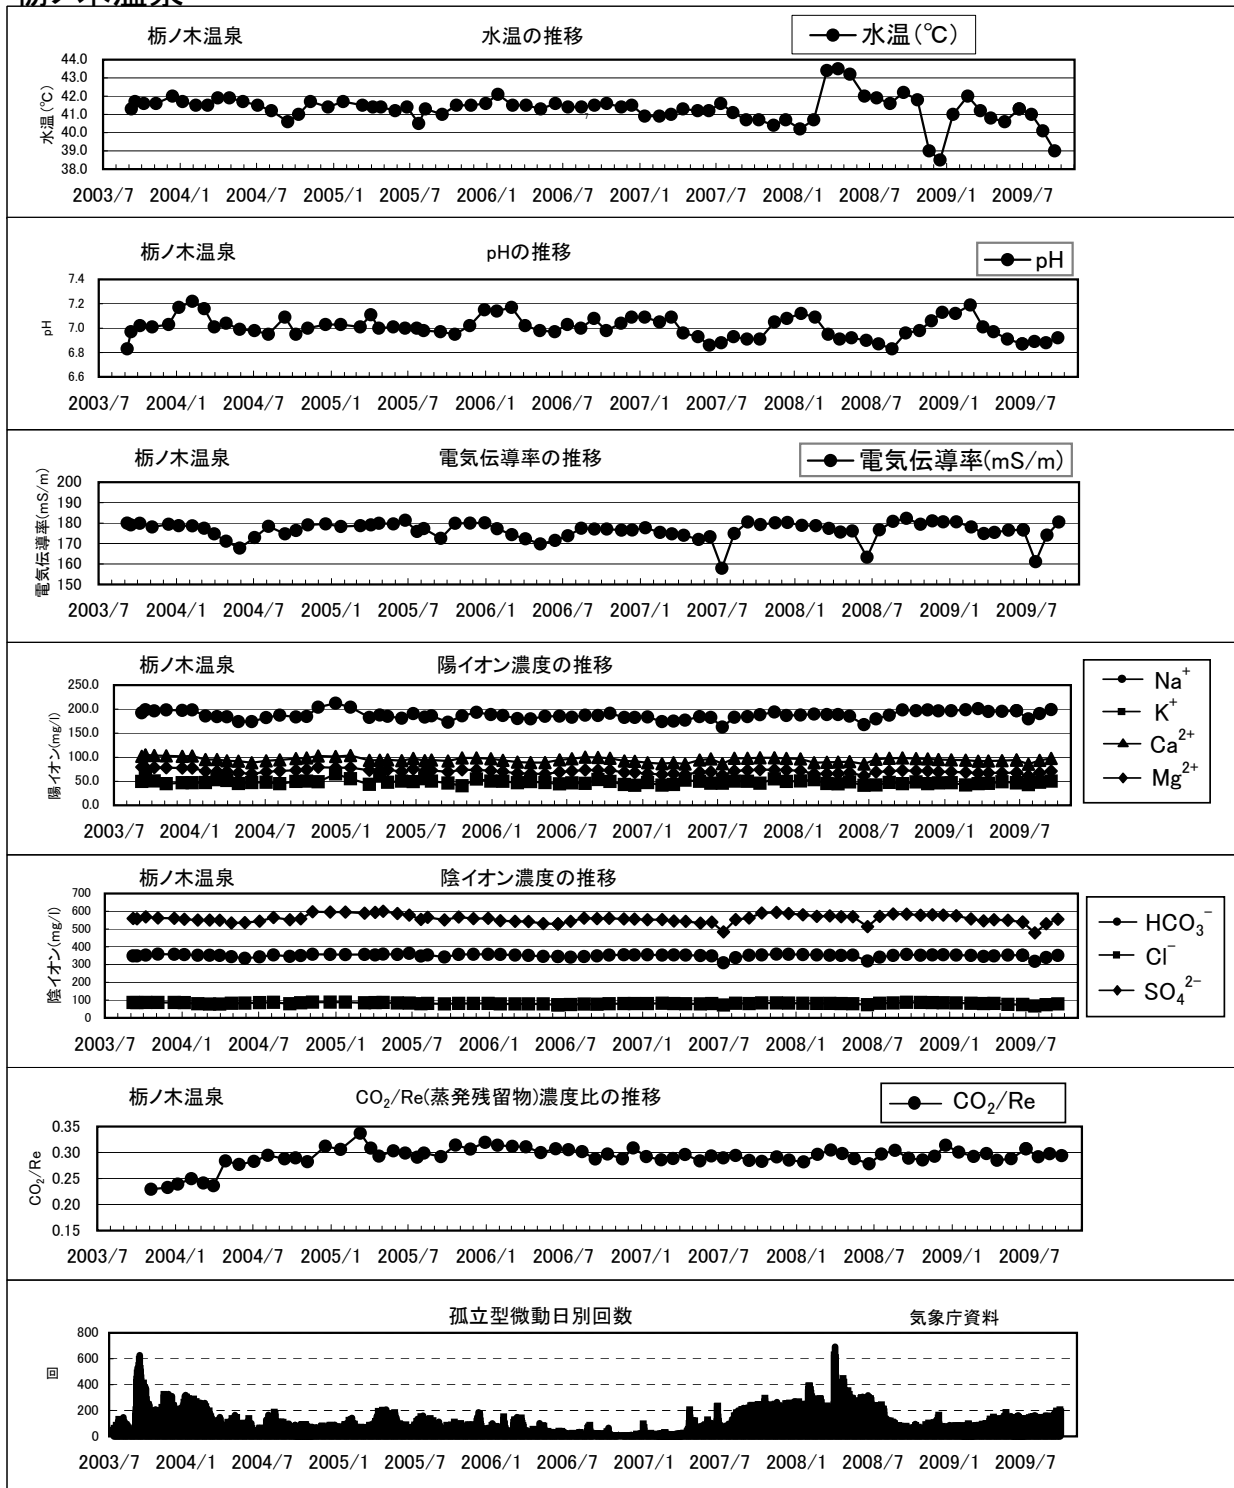 栃ノ木温泉
栃ノ木温泉 水温の推移 水温(℃)
水温(℃)
44.0
43.0
42.0
41.0
40.0
39.0
38.0
2003/7 2004/1 2004/7 2005/1 2005/7 2006/1 2006/7 2007/1 2007/7 2008/1 2008/7 2009/1 2009/7
栃ノ木温泉 pHの推移 pH
pH
7.4
7.2
7.0
6.8
6.6
2003/7 2004/1 2004/7 2005/1 2005/7 2006/1 2006/7 2007/1 2007/7 2008/1 2008/7 2009/1 2009/7
栃ノ木温泉 電気伝導率の推移 電気伝導率(mS/m)
電気伝導率(mS/m)
200
190
180
170
160
150
2003/7 2004/1 2004/7 2005/1 2005/7 2006/1 2006/7 2007/1 2007/7 2008/1 2008/7 2009/1 2009/7
栃ノ木温泉 陽イオン濃度の推移
陽イオン(mg/l)
250.0
200.0
150.0
100.0
50.0
0.0
Na⁺
K⁺
Ca²⁺
Mg²⁺
2003/7 2004/1 2004/7 2005/1 2005/7 2006/1 2006/7 2007/1 2007/7 2008/1 2008/7 2009/1 2009/7
栃ノ木温泉 陰イオン濃度の推移
陰イオン(mg/l)
700
600
500
400
300
200
100
0
HCO₃⁻
Cl⁻
SO₄²⁻
2003/7 2004/1 2004/7 2005/1 2005/7 2006/1 2006/7 2007/1 2007/7 2008/1 2008/7 2009/1 2009/7
栃ノ木温泉 CO₂/Re(蒸発残留物)濃度比の推移 CO₂/Re
CO₂/Re
0.35
0.30
0.25
0.20
0.15
2003/7 2004/1 2004/7 2005/1 2005/7 2006/1 2006/7 2007/1 2007/7 2008/1 2008/7 2009/1 2009/7
孤立型微動日別回数 気象庁資料
回
800
600
400
200
0
2003/7 2004/1 2004/7 2005/1 2005/7 2006/1 2006/7 2007/1 2007/7 2008/1 2008/7 2009/1 2009/7